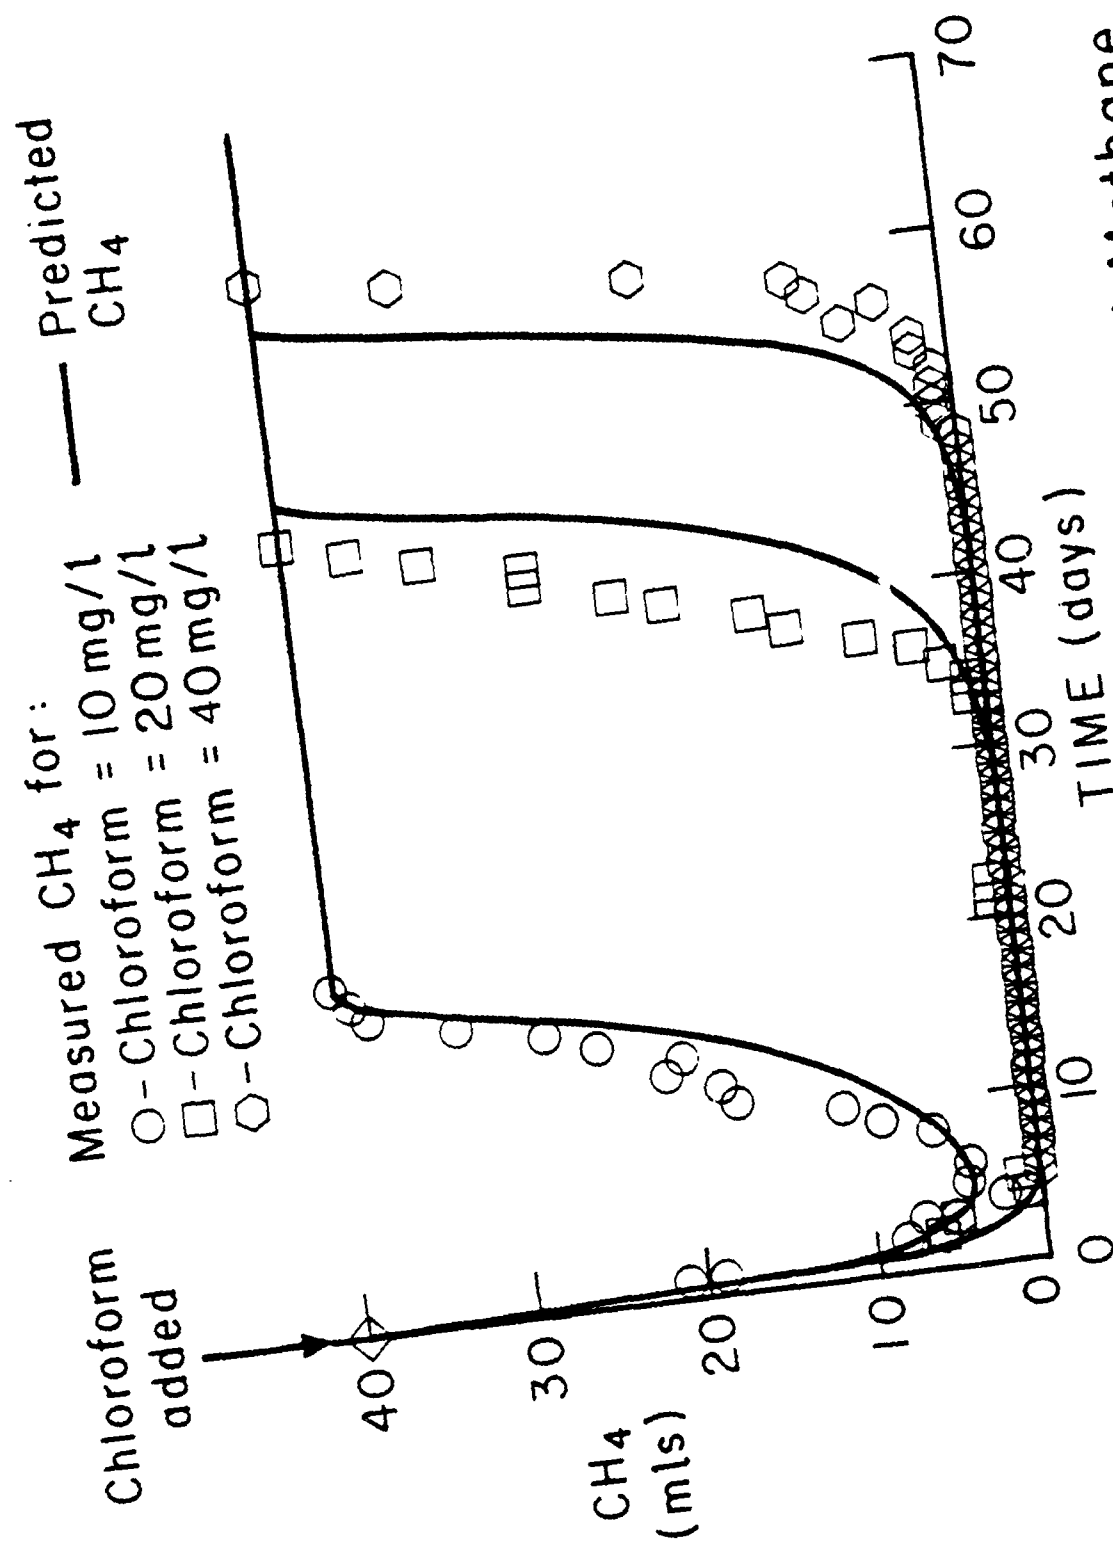 Chloroform
added
Measured CH4 for:
○ – Chloroform = 10 mg/l
□ – Chloroform = 20 mg/l
⬡ – Chloroform = 40 mg/l
— Predicted
CH4
CH4
(mls)
40
30
20
10
0
0 10 20 30 40 50 60 70
TIME (days)
Methane